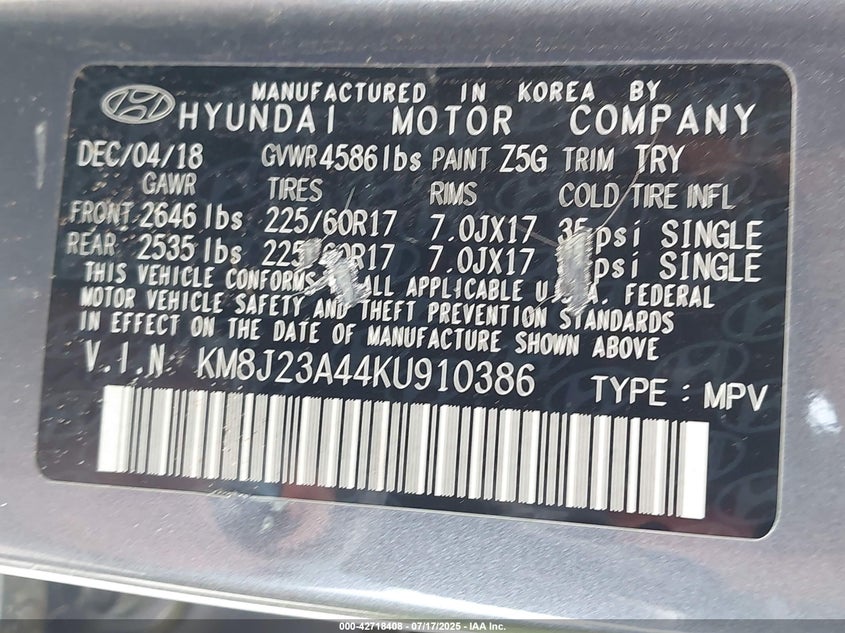 MANUFACTURED IN KOREA BY
HYUNDAI MOTOR COMPANY
DEC/04/18 GVWR 4586 lbs PAINT Z5G TRIM TRY
GAWR TIRES RIMS COLD TIRE INFL
FRONT 2646 lbs 225/60R17 7.0JX17 35 psi SINGLE
REAR 2535 lbs 225/60R17 7.0JX17 psi SINGLE
THIS VEHICLE CONFORMS ALL APPLICABLE U.S.A. FEDERAL
MOTOR VEHICLE SAFETY AND THEFT PREVENTION STANDARDS
IN EFFECT ON THE DATE OF MANUFACTURE SHOWN ABOVE
V.I.N KM8J23A44KU910386 TYPE : MPV
000-42718408 - 07/17/2025 - IAA Inc.